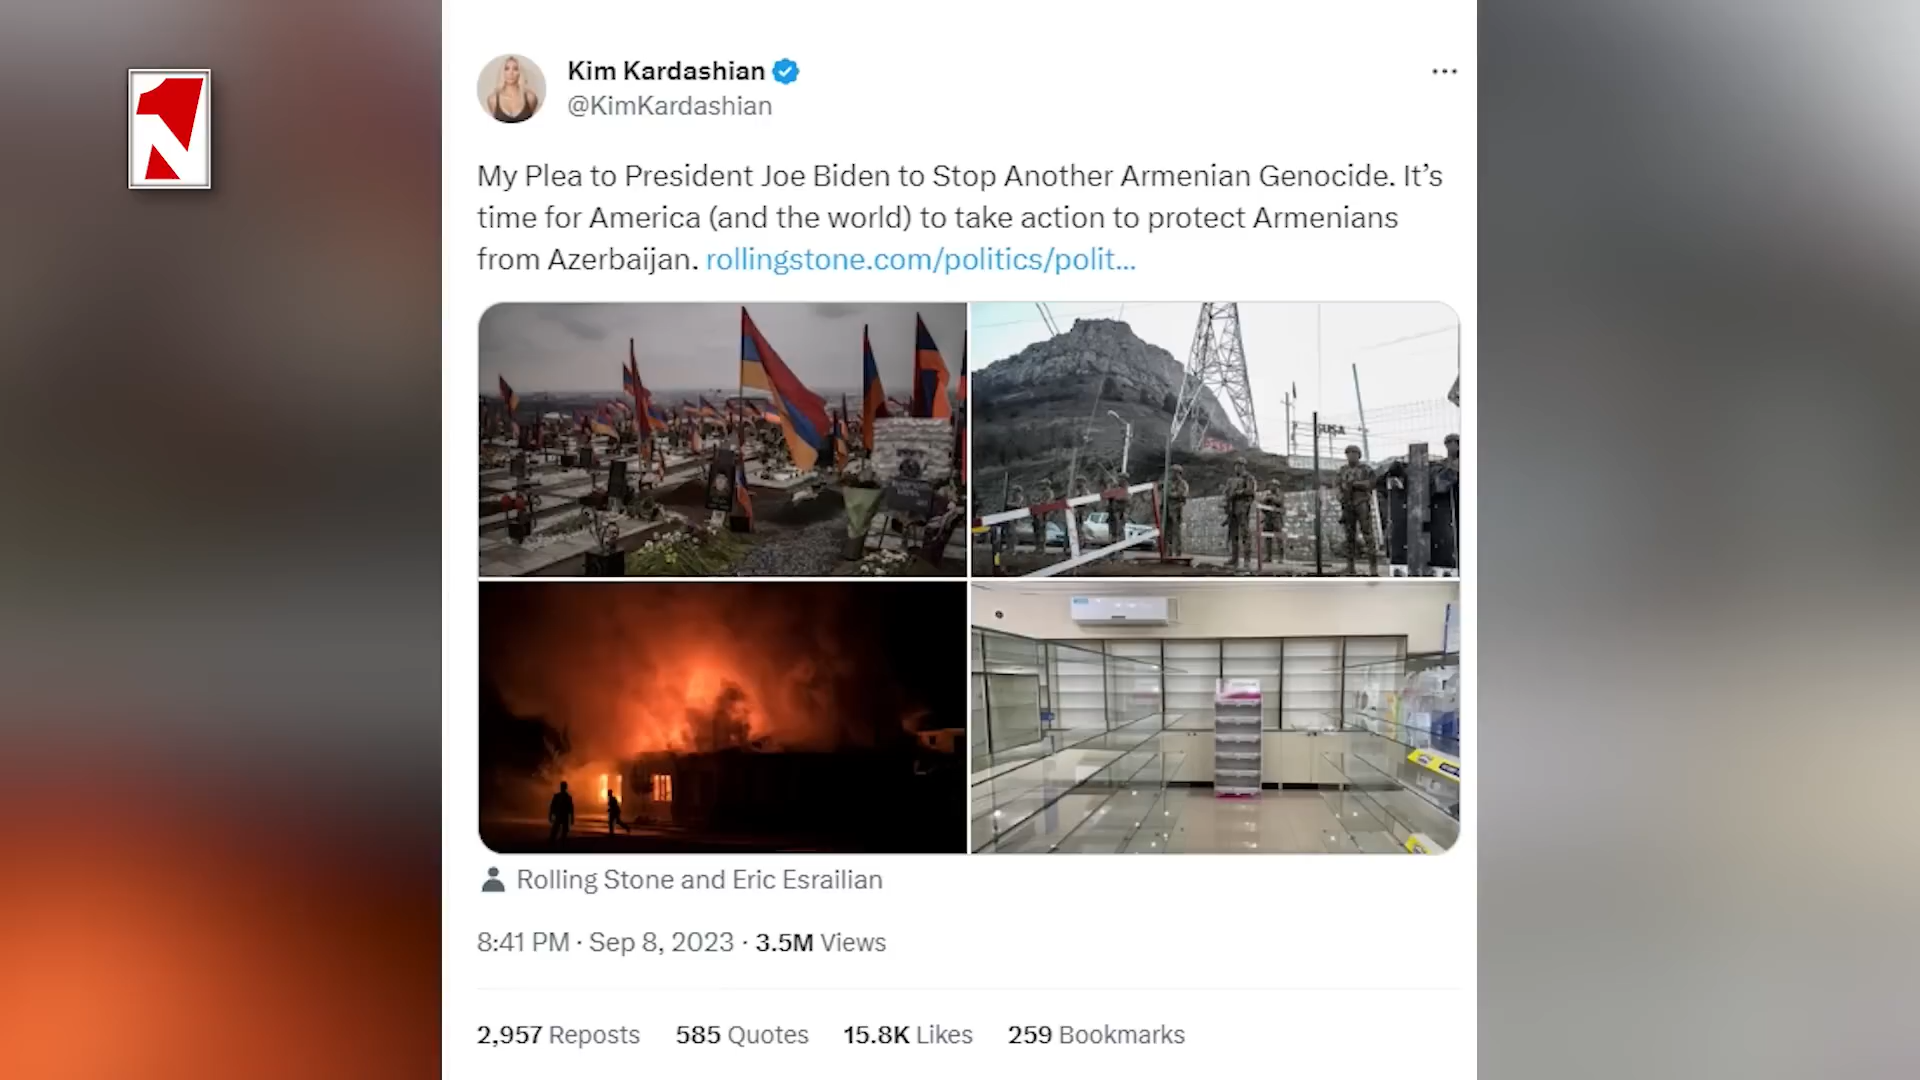 1N
Kim Kardashian
@KimKardashian
My Plea to President Joe Biden to Stop Another Armenian Genocide. It’s
time for America (and the world) to take action to protect Armenians
from Azerbaijan. rollingstone.com/politics/polit...
Rolling Stone and Eric Esrailian
8:41 PM · Sep 8, 2023 · 3.5M Views
2,957 Reposts 585 Quotes 15.8K Likes 259 Bookmarks